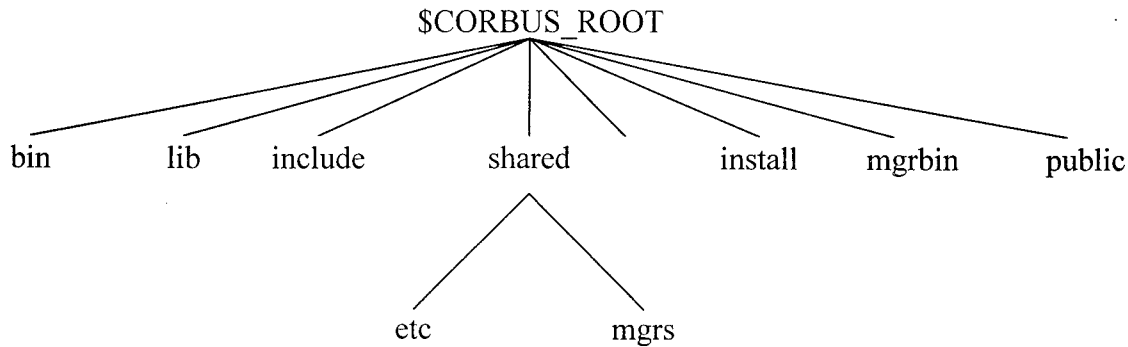 $CORBUS_ROOT
bin lib include shared install mgrbin public
etc mgrs